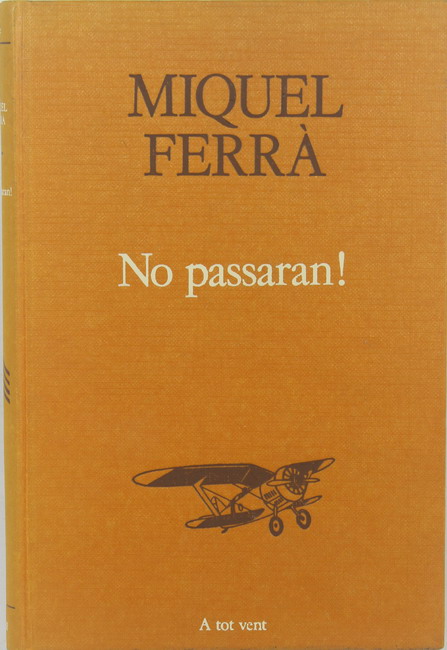 MIQUEL
FERRÀ
No passaran!
A tot vent